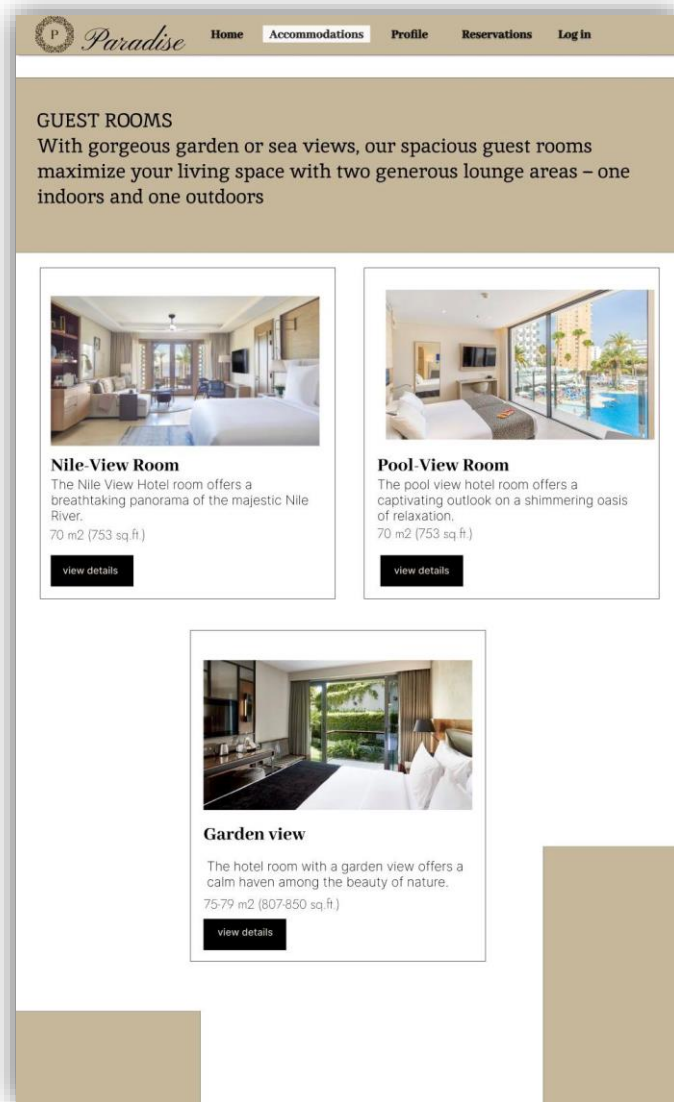 P
Paradise
Home Accommodations Profile Reservations Log in
GUEST ROOMS
With gorgeous garden or sea views, our spacious guest rooms
maximize your living space with two generous lounge areas – one
indoors and one outdoors
Nile-View Room
The Nile View Hotel room offers a
breathtaking panorama of the majestic Nile
River.
70 m2 (753 sq.ft.)
view details
Pool-View Room
The pool view hotel room offers a
captivating outlook on a shimmering oasis
of relaxation.
70 m2 (753 sq.ft.)
view details
Garden view
The hotel room with a garden view offers a
calm haven among the beauty of nature.
75-79 m2 (807-850 sq.ft.)
view details